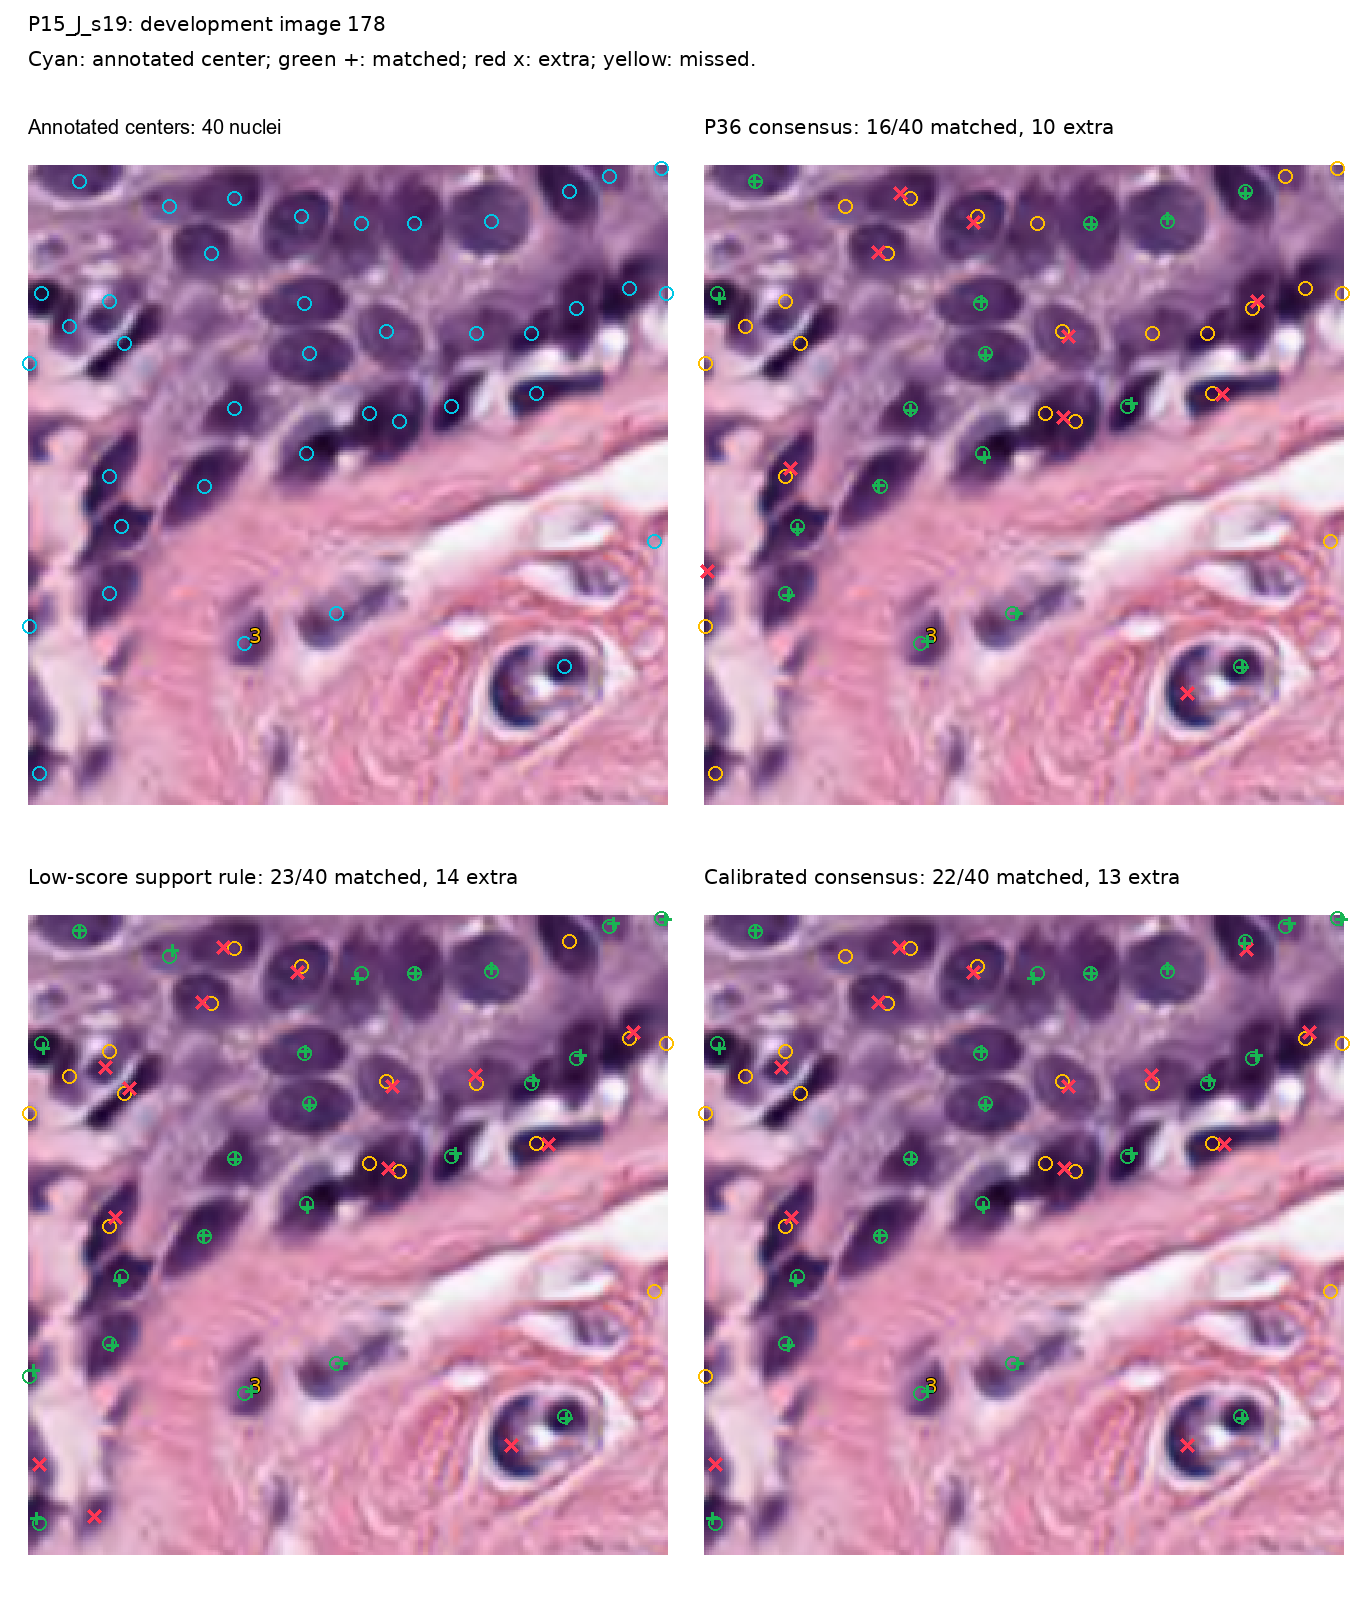 P15_J_s19: development image 178
Cyan: annotated center; green +: matched; red x: extra; yellow: missed.
Annotated centers: 40 nuclei
P36 consensus: 16/40 matched, 10 extra
3
3
Low-score support rule: 23/40 matched, 14 extra
Calibrated consensus: 22/40 matched, 13 extra
3
3